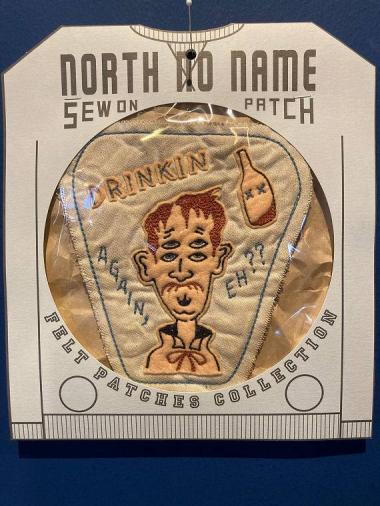 NORTH NO NAME
SEW ON PATCH
DRINKIN
AGAIN,
EH??
FELT PATCHES COLLECTION